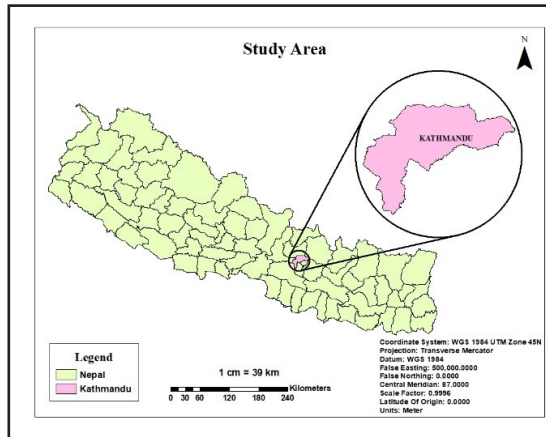 Study Area
N
KATHMANDU
Legend
Nepal
Kathmandu
1 cm = 39 km
Kilometers
0 30 60 120 180 240
Coordinate System: WGS 1984 UTM Zone 45N
Projection: Transverse Mercator
Datum: WGS 1984
False Easting: 500,000.0000
False Northing: 0.0000
Central Meridian: 87.0000
Scale Factor: 0.9996
Latitude Of Origin: 0.0000
Units: Meter